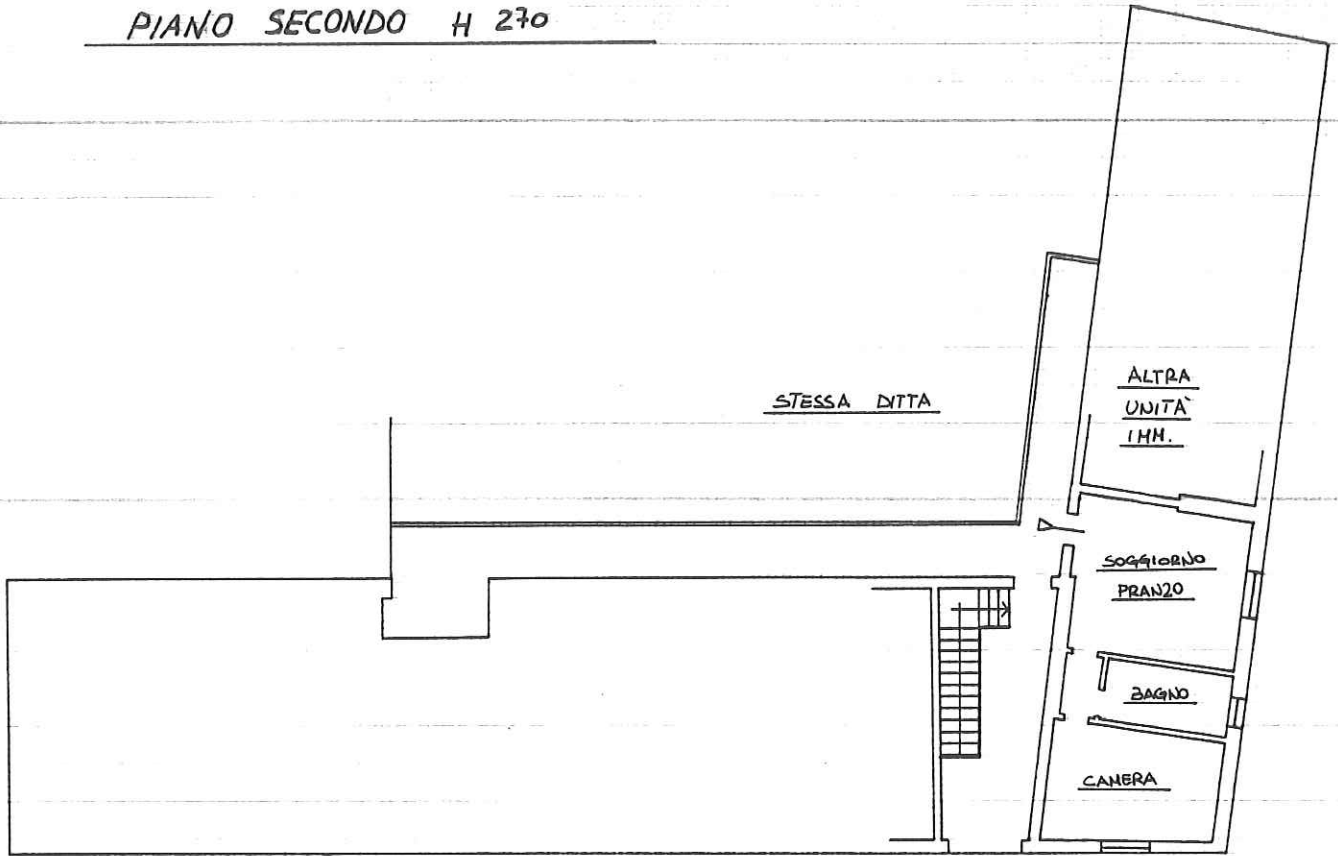 PIANO SECONDO H 270
STESSA DITTA
ALTRA
UNITÀ
IMM.
SOGGIORNO
PRANZO
BAGNO
CAMERA